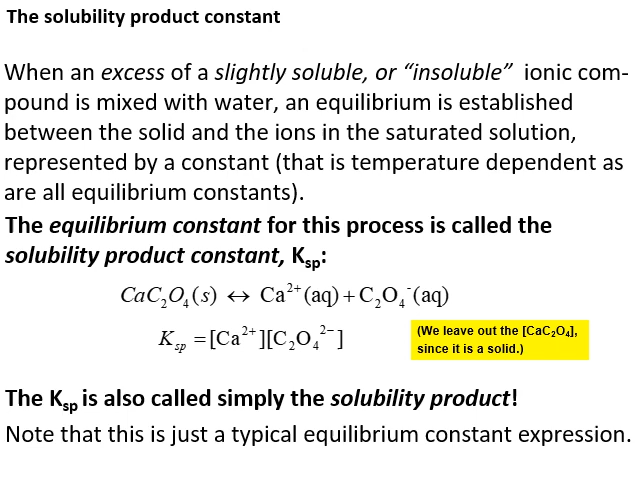 The solubility product constant
When an excess of a slightly soluble, or “insoluble” ionic com-
pound is mixed with water, an equilibrium is established
between the solid and the ions in the saturated solution,
represented by a constant (that is temperature dependent as
are all equilibrium constants).
The equilibrium constant for this process is called the
solubility product constant, Ksp:
CaC₂O₄(s) ↔ Ca²⁺(aq) + C₂O₄⁻(aq)
Ksp = [Ca²⁺][C₂O₄²⁻]
(We leave out the [CaC₂O₄],
since it is a solid.)
The Ksp is also called simply the solubility product!
Note that this is just a typical equilibrium constant expression.